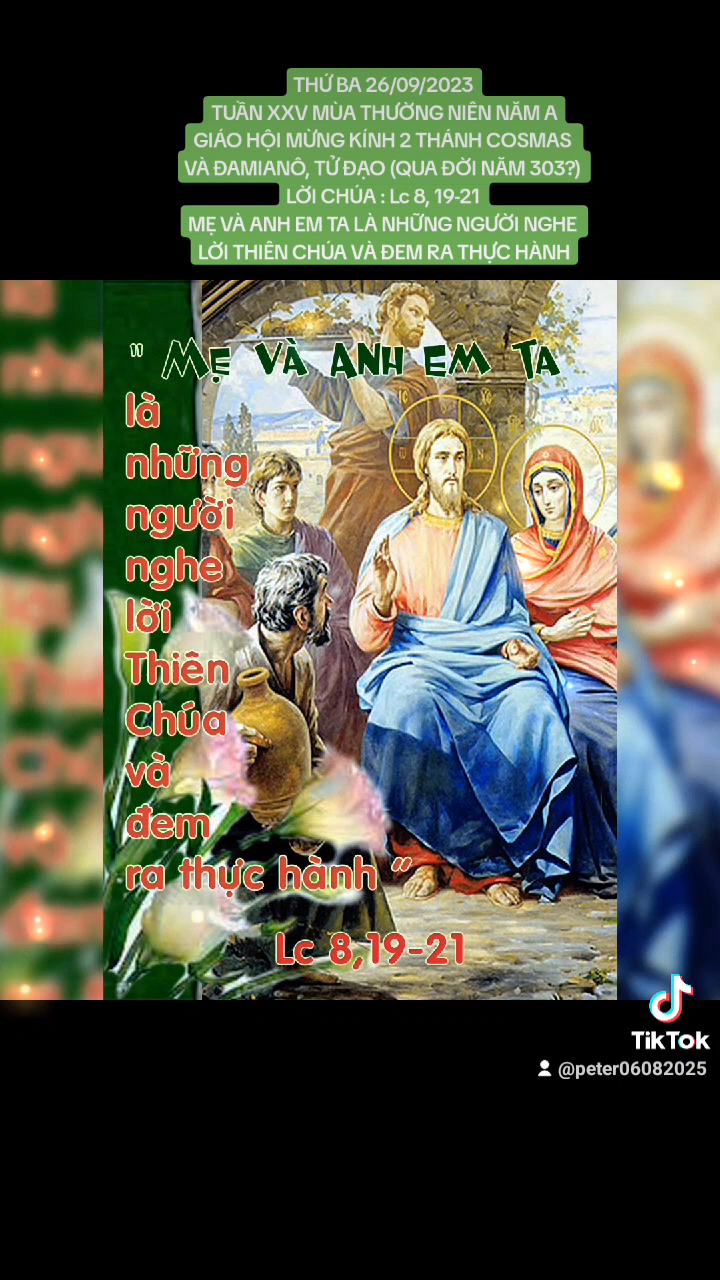 THỨ BA 26/09/2023
TUẦN XXV MÙA THƯỜNG NIÊN NĂM A
GIÁO HỘI MỪNG KÍNH 2 THÁNH COSMAS
VÀ ĐAMIANÔ, TỬ ĐẠO (QUA ĐỜI NĂM 303?)
LỜI CHÚA : Lc 8, 19-21
MẸ VÀ ANH EM TA LÀ NHỮNG NGƯỜI NGHE
LỜI THIÊN CHÚA VÀ ĐEM RA THỰC HÀNH
" MẸ VÀ ANH EM TA
là
những
người
nghe
lời
Thiên
Chúa
và
đem
ra thực hành "
Lc 8,19-21
TikTok
@peter06082025